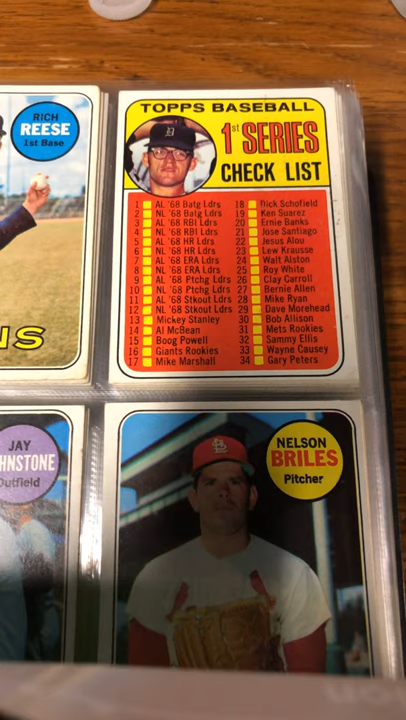 RICH
REESE
1st Base
US
TOPPS BASEBALL
1st SERIES
CHECK LIST
1 AL '68 Batg Ldrs
2 NL '68 Batg Ldrs
3 AL '68 RBI Ldrs
4 NL '68 RBI Ldrs
5 AL '68 HR Ldrs
6 NL '68 HR Ldrs
7 AL '68 ERA Ldrs
8 NL '68 ERA Ldrs
9 AL '68 Ptchg Ldrs
10 NL '68 Ptchg Ldrs
11 AL '68 Stkout Ldrs
12 NL '68 Stkout Ldrs
13 Mickey Stanley
14 Al McBean
15 Boog Powell
16 Giants Rookies
17 Mike Marshall
18 Dick Schofield
19 Ken Suarez
20 Ernie Banks
21 Jose Santiago
22 Jesus Alou
23 Lew Krausse
24 Walt Alston
25 Roy White
26 Clay Carroll
27 Bernie Allen
28 Mike Ryan
29 Dave Morehead
30 Bob Allison
31 Mets Rookies
32 Sammy Ellis
33 Wayne Causey
34 Gary Peters
JAY
HNSTONE
Outfield
NELSON
BRILES
Pitcher